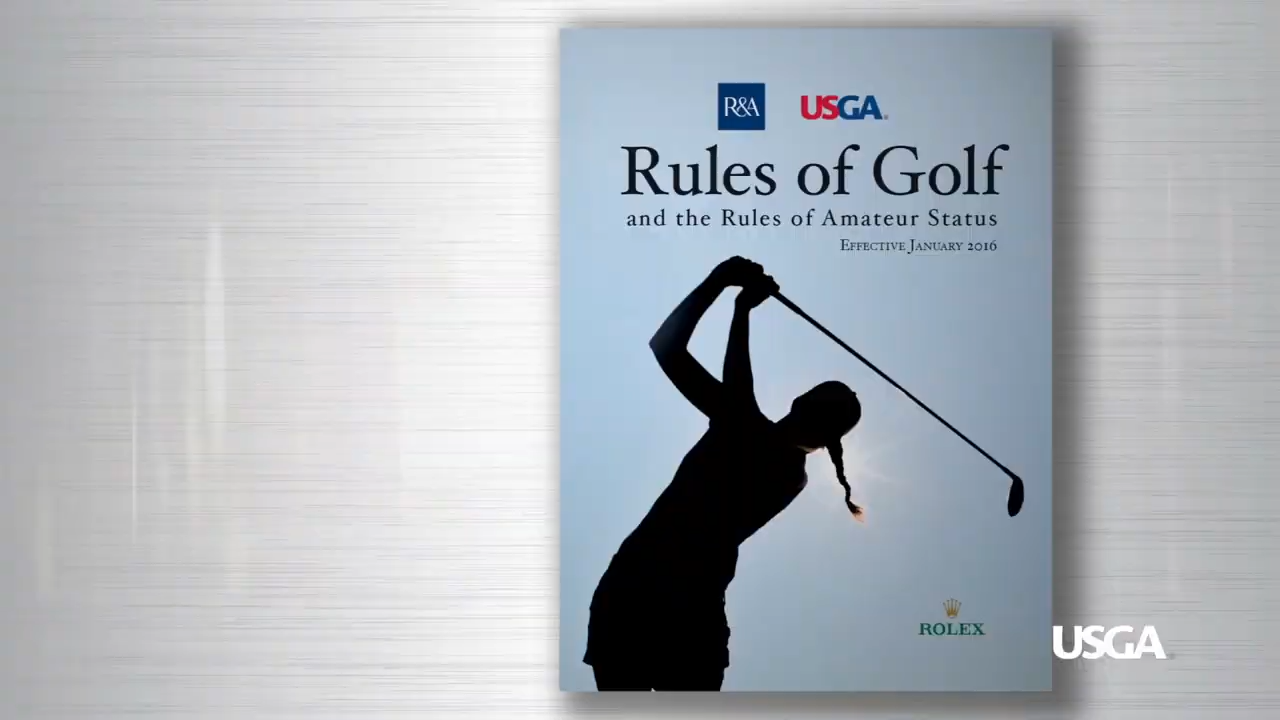 R&A USGA
Rules of Golf
and the Rules of Amateur Status
EFFECTIVE JANUARY 2016
ROLEX
USGA